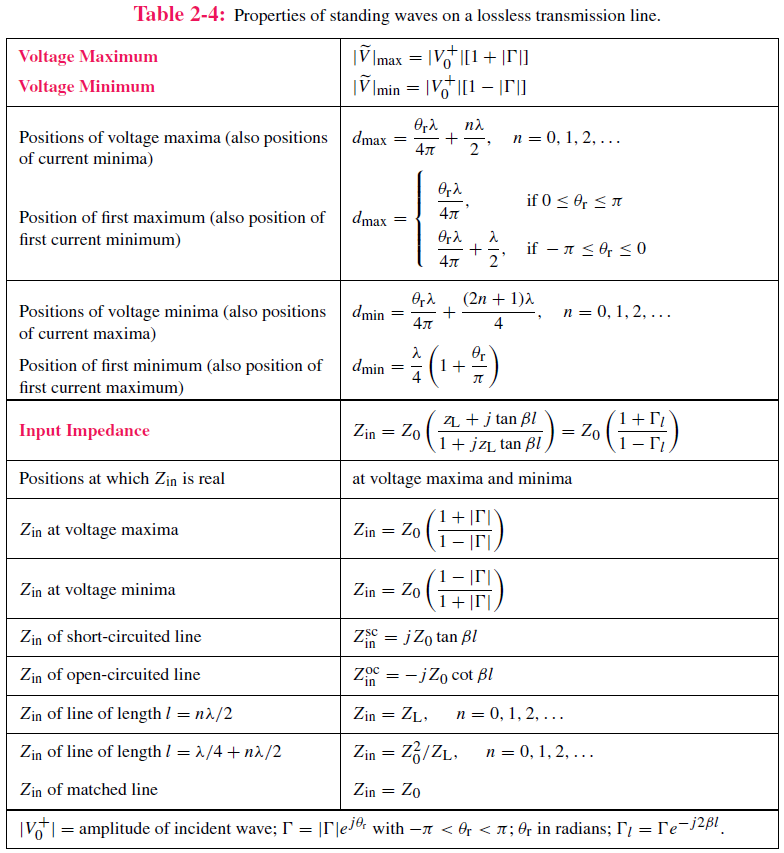 Table 2-4: Properties of standing waves on a lossless transmission line.
Voltage Maximum |Ṽ|max = |V0+|[1 + |Γ|]
Voltage Minimum |Ṽ|min = |V0+|[1 − |Γ|]
Positions of voltage maxima (also positions of current minima) dmax = θrλ/4π + nλ/2, n = 0, 1, 2, . . .
Position of first maximum (also position of first current minimum) dmax = { θrλ/4π, if 0 ≤ θr ≤ π
θrλ/4π + λ/2, if − π ≤ θr ≤ 0
Positions of voltage minima (also positions of current maxima) dmin = θrλ/4π + (2n + 1)λ/4, n = 0, 1, 2, . . .
Position of first minimum (also position of first current maximum) dmin = λ/4 (1 + θr/π)
Input Impedance Zin = Z0 ( zL + j tan βl / 1 + jzL tan βl ) = Z0 ( 1 + Γl / 1 − Γl )
Positions at which Zin is real at voltage maxima and minima
Zin at voltage maxima Zin = Z0 ( 1 + |Γ| / 1 − |Γ| )
Zin at voltage minima Zin = Z0 ( 1 − |Γ| / 1 + |Γ| )
Zin of short-circuited line Zinsc = jZ0 tan βl
Zin of open-circuited line Zinoc = −jZ0 cot βl
Zin of line of length l = nλ/2 Zin = ZL, n = 0, 1, 2, . . .
Zin of line of length l = λ/4 + nλ/2 Zin = Z0²/ZL, n = 0, 1, 2, . . .
Zin of matched line Zin = Z0
|V0+| = amplitude of incident wave; Γ = |Γ|e^jθr with −π < θr < π; θr in radians; Γl = Γe^−j2βl.